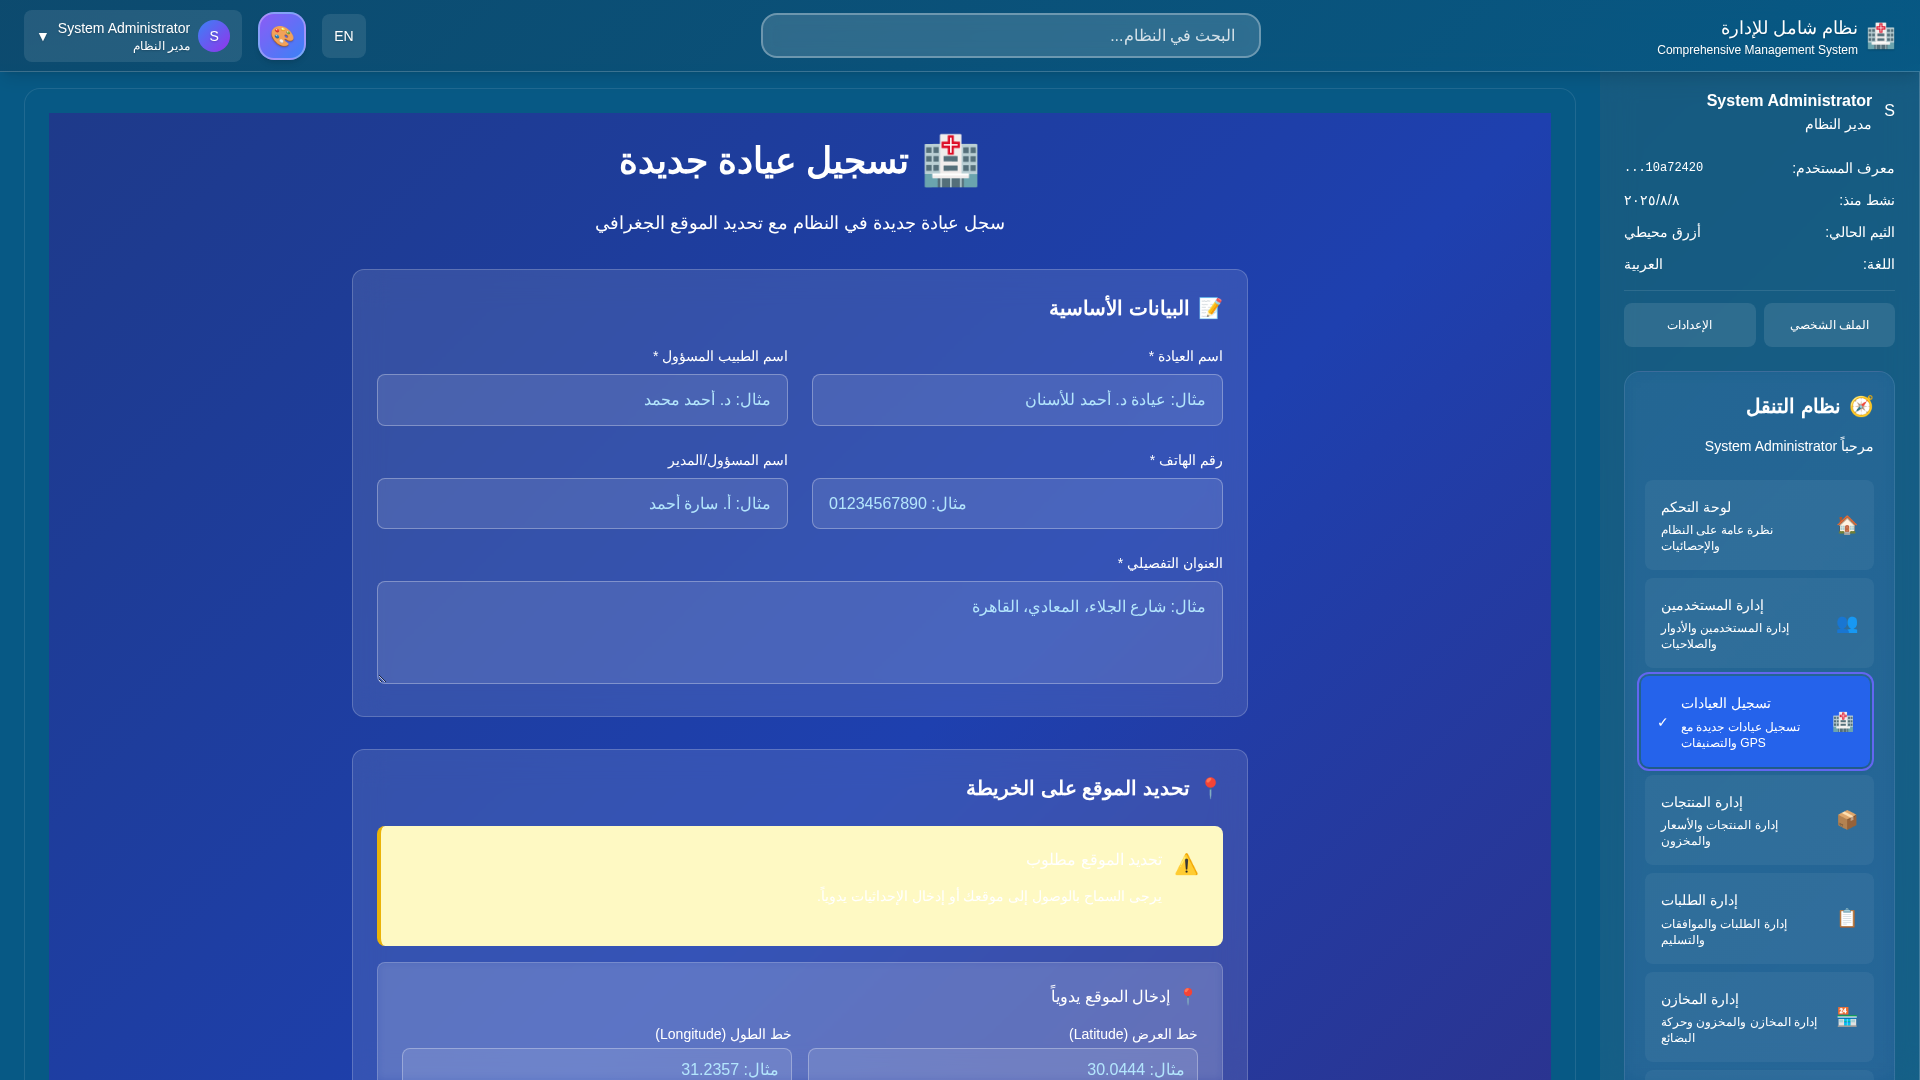 نظام شامل للإدارة
Comprehensive Management System
البحث في النظام...
EN
S
System Administrator
مدير النظام
▼
S
System Administrator
مدير النظام
معرف المستخدم:
10a72420...
نشط منذ:
٢٠٢٥/٨/٨
الثيم الحالي:
أزرق محيطي
اللغة:
العربية
الملف الشخصي
الإعدادات
نظام التنقل
مرحباً System Administrator
لوحة التحكم
نظرة عامة على النظام
والإحصائيات
إدارة المستخدمين
إدارة المستخدمين والأدوار
والصلاحيات
تسجيل العيادات
تسجيل عيادات جديدة مع
GPS والتصنيفات
✓
إدارة المنتجات
إدارة المنتجات والأسعار
والمخزون
إدارة الطلبات
إدارة الطلبات والموافقات
والتسليم
إدارة المخازن
إدارة المخازن والمخزون وحركة
البضائع
تسجيل عيادة جديدة
سجل عيادة جديدة في النظام مع تحديد الموقع الجغرافي
البيانات الأساسية
اسم العيادة *
مثال: عيادة د. أحمد للأسنان
اسم الطبيب المسؤول *
مثال: د. أحمد محمد
رقم الهاتف *
مثال: 01234567890
اسم المسؤول/المدير
مثال: أ. سارة أحمد
العنوان التفصيلي *
مثال: شارع الجلاء، المعادي، القاهرة
تحديد الموقع على الخريطة
تحديد الموقع مطلوب
يرجى السماح بالوصول إلى موقعك أو إدخال الإحداثيات يدوياً.
إدخال الموقع يدوياً
خط العرض (Latitude)
مثال: 30.0444
خط الطول (Longitude)
مثال: 31.2357